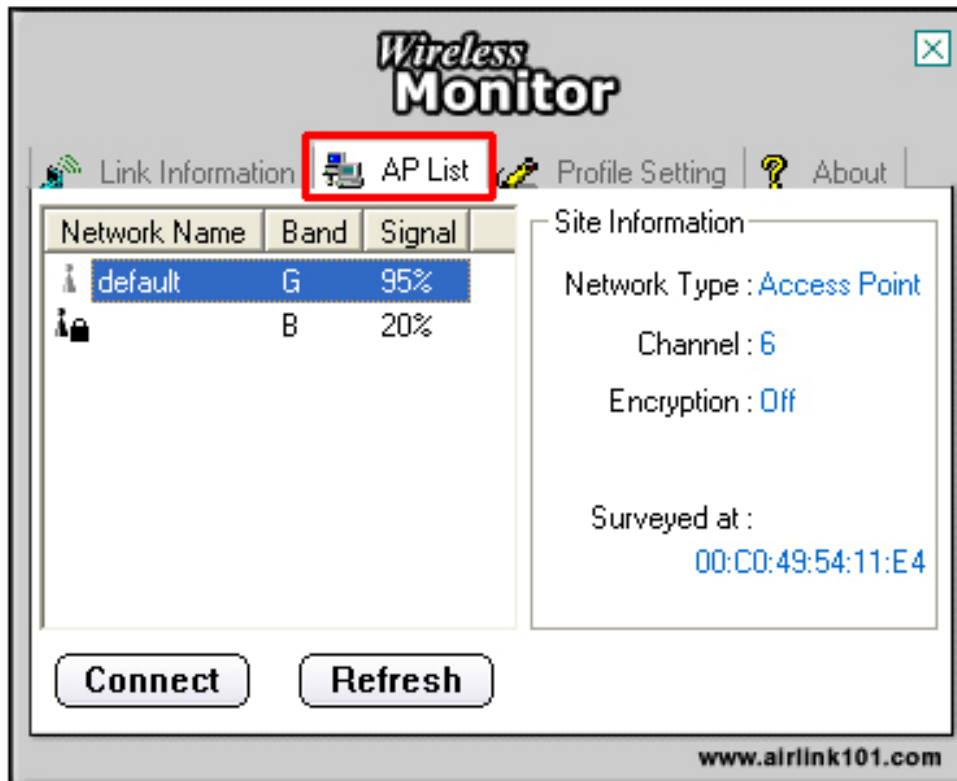 Wireless
Monitor
Link Information AP List Profile Setting ? About
Network Name Band Signal
default G 95%
B 20%
Site Information
Network Type : Access Point
Channel : 6
Encryption : Off
Surveyed at :
00:C0:49:54:11:E4
Connect Refresh
www.airlink101.com